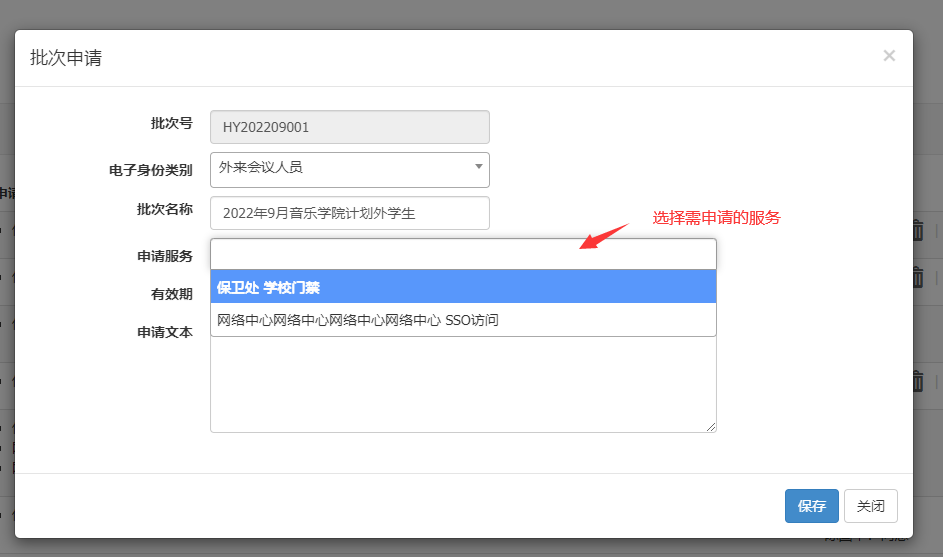 批次申请
×
批次号
HY202209001
电子身份类别
外来会议人员
批次名称
2022年9月音乐学院计划外学生
选择需申请的服务
申请服务
保卫处 学校门禁
有效期
网络中心网络中心网络中心网络中心 SSO访问
申请文本
保存
关闭